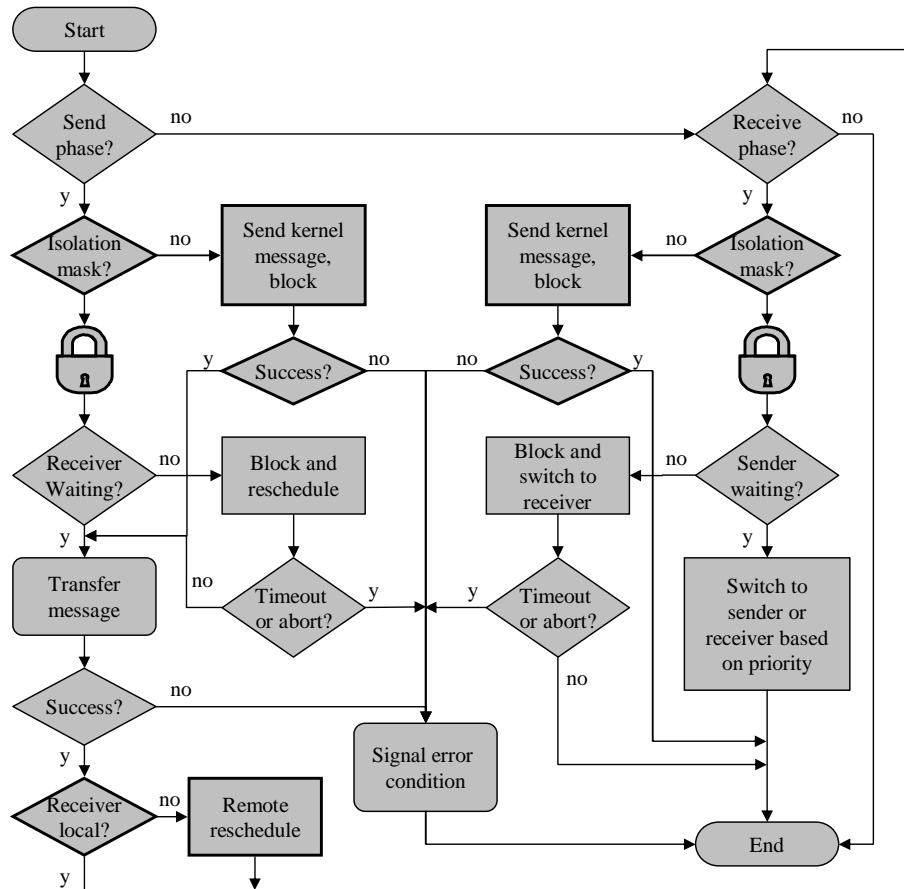 Start
Send
phase?
no
Receive
phase?
no
y
y
Isolation
mask?
no
Send kernel
message,
block
Send kernel
message,
block
no
Isolation
mask?
y
Success?
no
no
Success?
y
Receiver
Waiting?
no
Block and
reschedule
Block and
switch to
receiver
no
Sender
waiting?
y
y
Transfer
message
no
Timeout
or abort?
y
y
Timeout
or abort?
no
Switch to
sender or
receiver based
on priority
Success?
no
y
Signal error
condition
Receiver
local?
no
Remote
reschedule
End
y